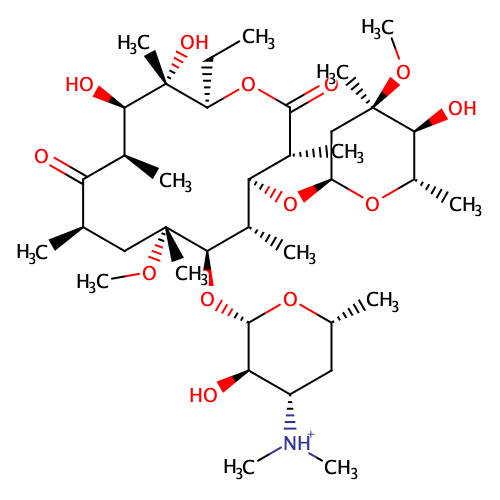 H₃C OH CH₃
HO H₃C O CH₃
O H₃C O OH
O CH₃
CH₃ O O CH₃
H₃C CH₃
H₃C O CH₃
O O CH₃
HO
NH⁺
H₃C CH₃